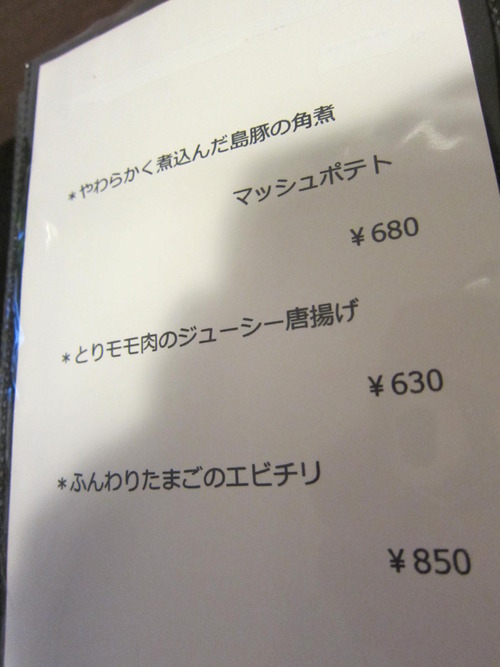 *やわらかく煮込んだ島豚の角煮
マッシュポテト
¥680
*とりモモ肉のジューシー唐揚げ
¥630
*ふんわりたまごのエビチリ
¥850